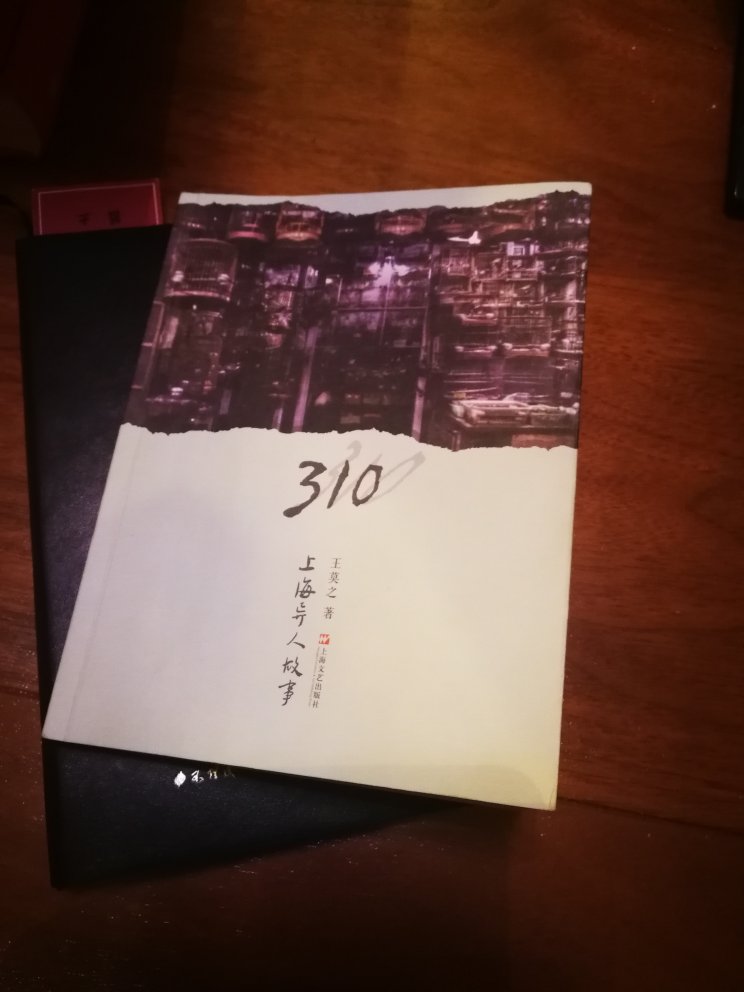 310
王莫之 著
上海异人故事
上海文艺出版社